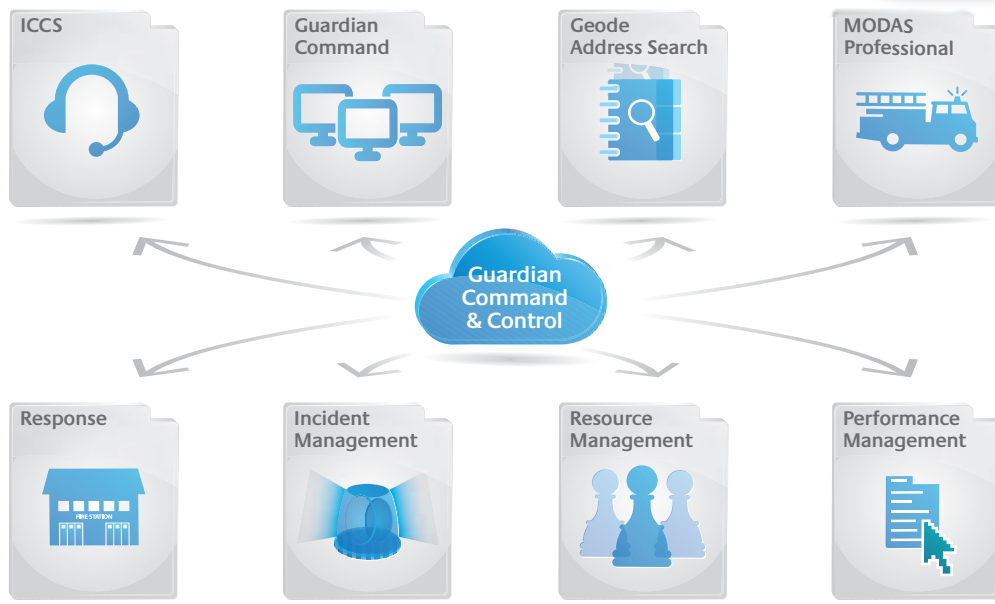 ICCS
Guardian
Command
Geode
Address Search
MODAS
Professional
Guardian
Command
& Control
Response
FIRE STATION
Incident
Management
Resource
Management
Performance
Management